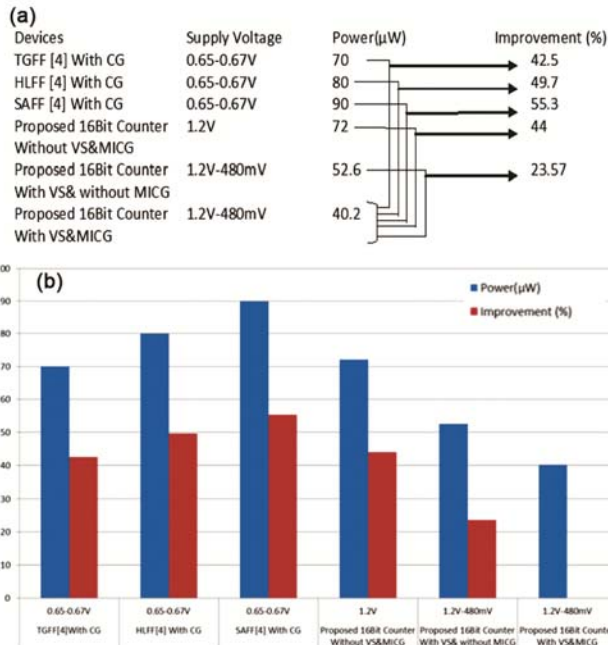 (a)
Devices Supply Voltage Power(µW) Improvement (%)
TGFF [4] With CG 0.65-0.67V 70 42.5
HLFF [4] With CG 0.65-0.67V 80 49.7
SAFF [4] With CG 0.65-0.67V 90 55.3
Proposed 16Bit Counter 1.2V 72 44
Without VS&MICG
Proposed 16Bit Counter 1.2V-480mV 52.6 23.57
With VS& without MICG
Proposed 16Bit Counter 1.2V-480mV 40.2
With VS&MICG
(b)
Power(µW)
Improvement (%)
00
90
80
70
60
50
40
30
20
10
0
0.65-0.67V 0.65-0.67V 0.65-0.67V 1.2V 1.2V-480mV 1.2V-480mV
TGFF[4]With CG HLFF[4] With CG SAFF[4] With CG Proposed 16Bit Counter Proposed 16Bit Counter Proposed 16Bit Counter
Without VS&MICG With VS& without MICG With VS&MICG